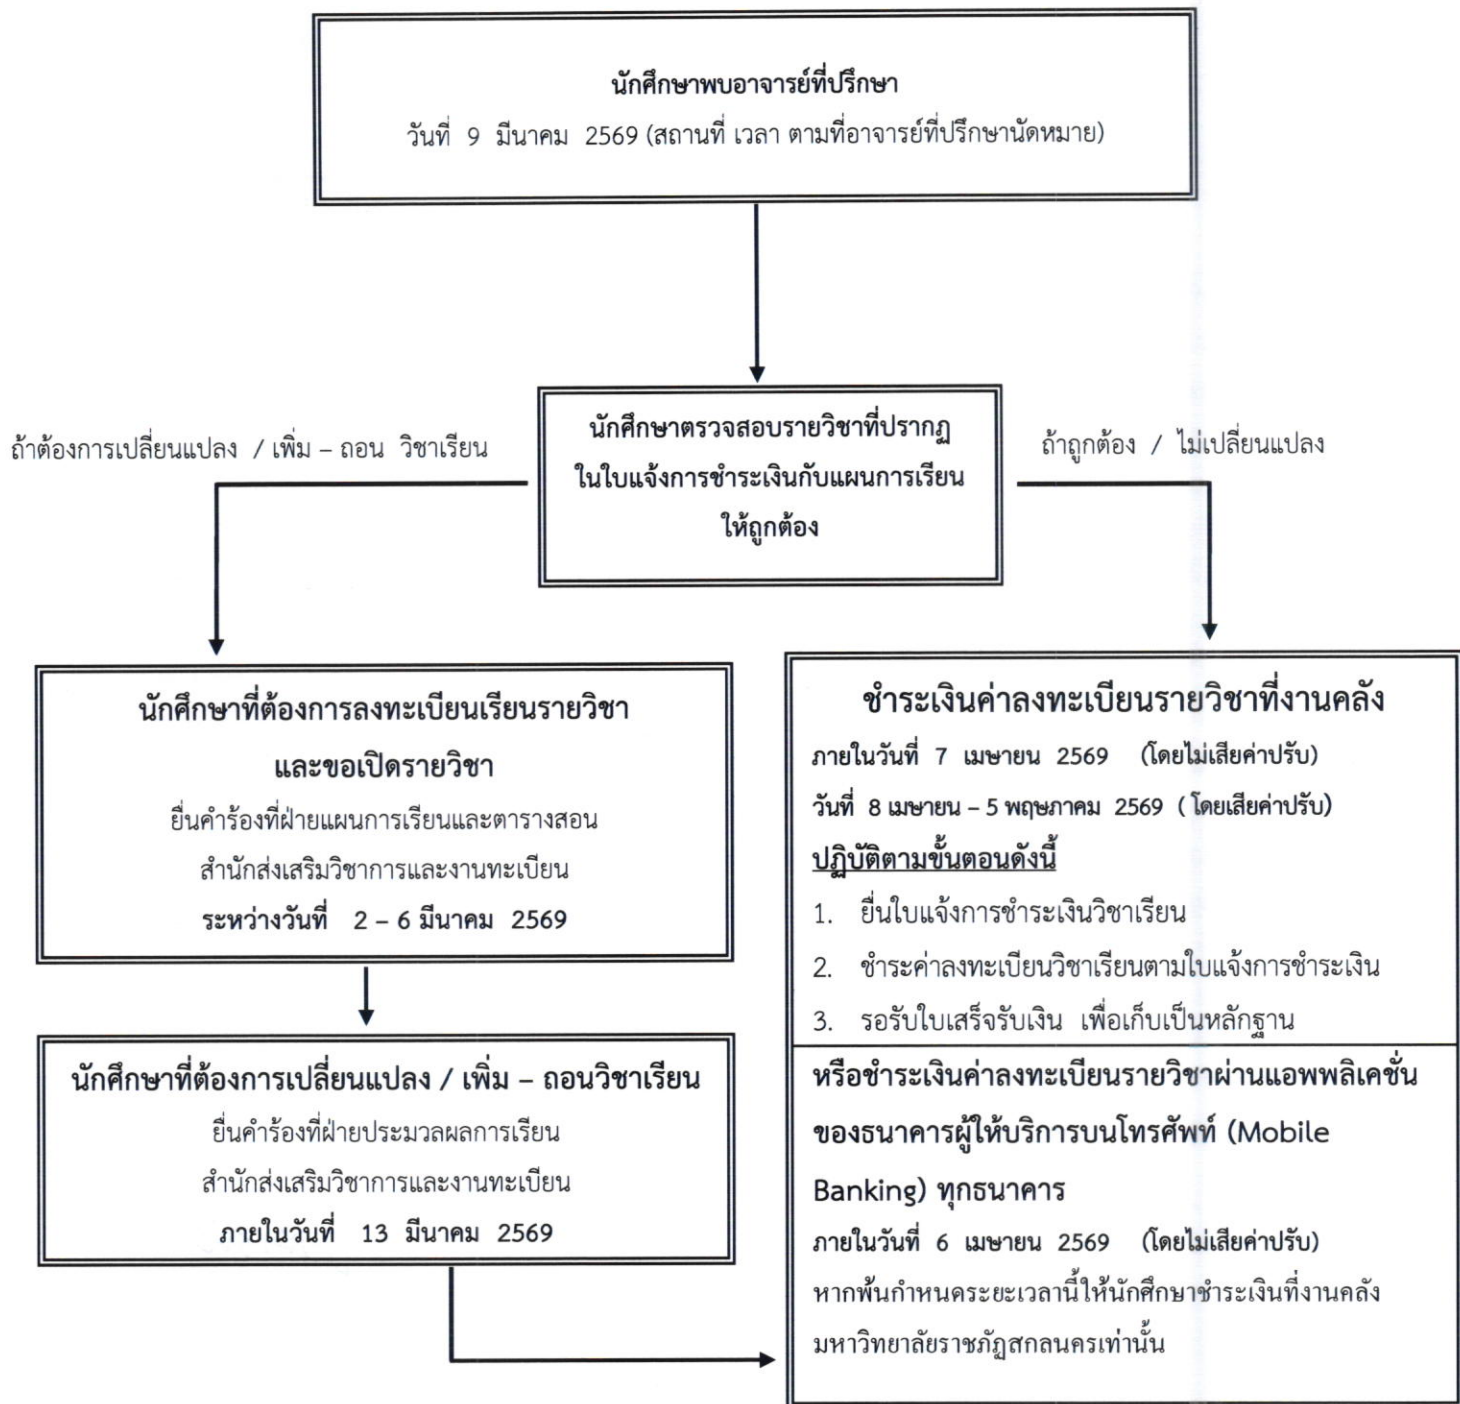 นักศึกษาพบอาจารย์ที่ปรึกษา
วันที่ 9 มีนาคม 2569 (สถานที่ เวลา ตามที่อาจารย์ที่ปรึกษานัดหมาย)
นักศึกษาตรวจสอบรายวิชาที่ปรากฏ
ในใบแจ้งการชำระเงินกับแผนการเรียน
ให้ถูกต้อง
ถ้าต้องการเปลี่ยนแปลง / เพิ่ม – ถอน วิชาเรียน
ถ้าถูกต้อง / ไม่เปลี่ยนแปลง
นักศึกษาที่ต้องการลงทะเบียนเรียนรายวิชา
และขอเปิดรายวิชา
ยื่นคำร้องที่ฝ่ายแผนการเรียนและตารางสอน
สำนักส่งเสริมวิชาการและงานทะเบียน
ระหว่างวันที่ 2 – 6 มีนาคม 2569
นักศึกษาที่ต้องการเปลี่ยนแปลง / เพิ่ม – ถอนวิชาเรียน
ยื่นคำร้องที่ฝ่ายประมวลผลการเรียน
สำนักส่งเสริมวิชาการและงานทะเบียน
ภายในวันที่ 13 มีนาคม 2569
ชำระเงินค่าลงทะเบียนรายวิชาที่งานคลัง
ภายในวันที่ 7 เมษายน 2569 (โดยไม่เสียค่าปรับ)
วันที่ 8 เมษายน – 5 พฤษภาคม 2569 ( โดยเสียค่าปรับ)
ปฏิบัติตามขั้นตอนดังนี้
1. ยื่นใบแจ้งการชำระเงินวิชาเรียน
2. ชำระค่าลงทะเบียนวิชาเรียนตามใบแจ้งการชำระเงิน
3. รอรับใบเสร็จรับเงิน เพื่อเก็บเป็นหลักฐาน
หรือชำระเงินค่าลงทะเบียนรายวิชาผ่านแอพพลิเคชั่น
ของธนาคารผู้ให้บริการบนโทรศัพท์ (Mobile
Banking) ทุกธนาคาร
ภายในวันที่ 6 เมษายน 2569 (โดยไม่เสียค่าปรับ)
หากพ้นกำหนดระยะเวลานี้ให้นักศึกษาชำระเงินที่งานคลัง
มหาวิทยาลัยราชภัฏสกลนครเท่านั้น